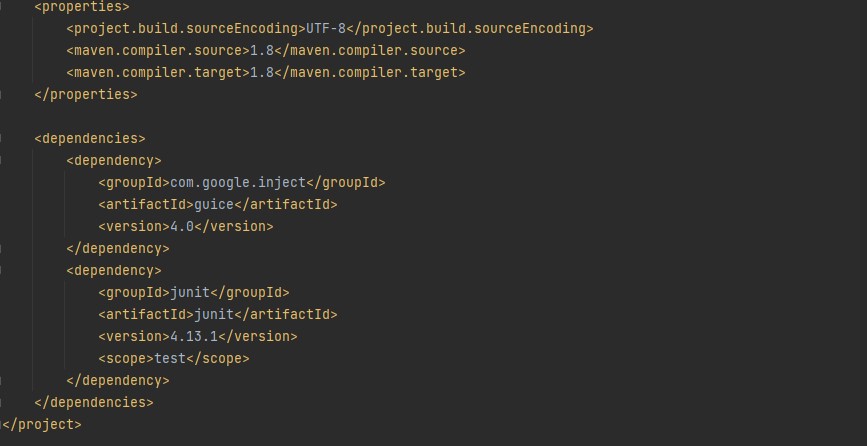 <properties>
<project.build.sourceEncoding>UTF-8</project.build.sourceEncoding>
<maven.compiler.source>1.8</maven.compiler.source>
<maven.compiler.target>1.8</maven.compiler.target>
</properties>
<dependencies>
<dependency>
<groupId>com.google.inject</groupId>
<artifactId>guice</artifactId>
<version>4.0</version>
</dependency>
<dependency>
<groupId>junit</groupId>
<artifactId>junit</artifactId>
<version>4.13.1</version>
<scope>test</scope>
</dependency>
</dependencies>
</project>